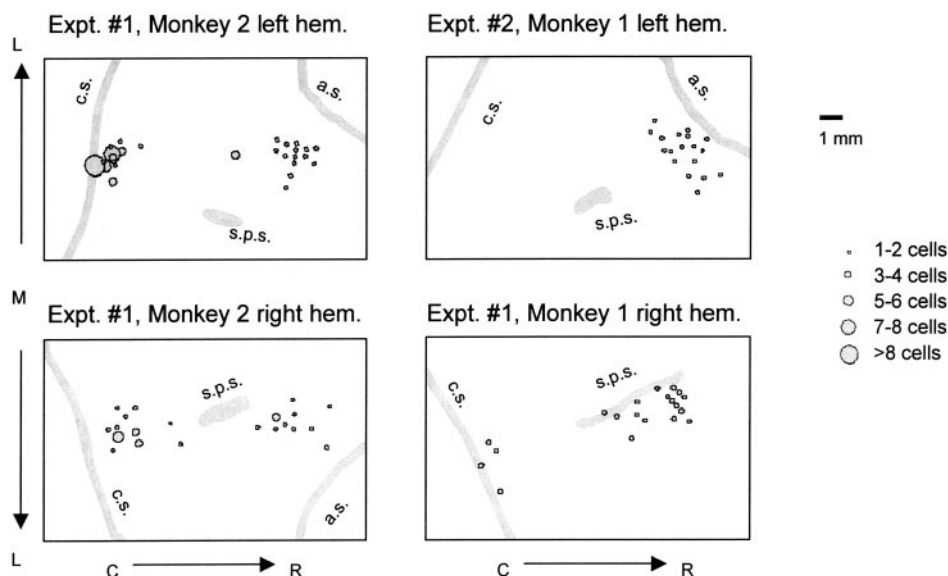 Expt. #1, Monkey 2 left hem.
Expt. #2, Monkey 1 left hem.
L
c.s.
a.s.
s.p.s.
c.s.
a.s.
s.p.s.
1 mm
1-2 cells
3-4 cells
5-6 cells
7-8 cells
>8 cells
M
Expt. #1, Monkey 2 right hem.
Expt. #1, Monkey 1 right hem.
s.p.s.
c.s.
a.s.
s.p.s.
c.s.
L
C
R
C
R